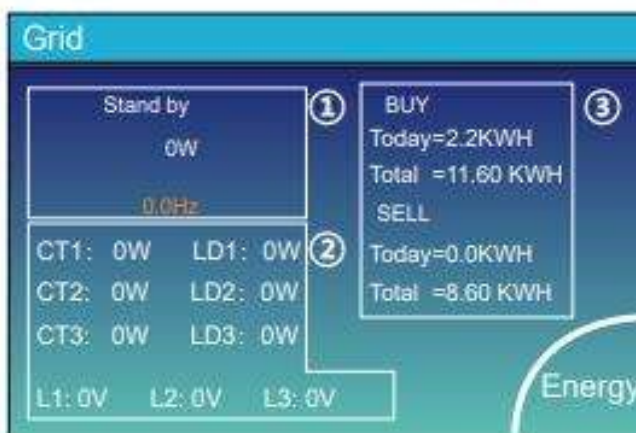 Grid
Stand by
0W
0.0Hz
①
CT1: 0W LD1: 0W
CT2: 0W LD2: 0W
CT3: 0W LD3: 0W
L1: 0V L2: 0V L3: 0V
②
BUY
Today=2.2KWH
Total =11.60 KWH
SELL
Today=0.0KWH
Total =8.60 KWH
③
Energy